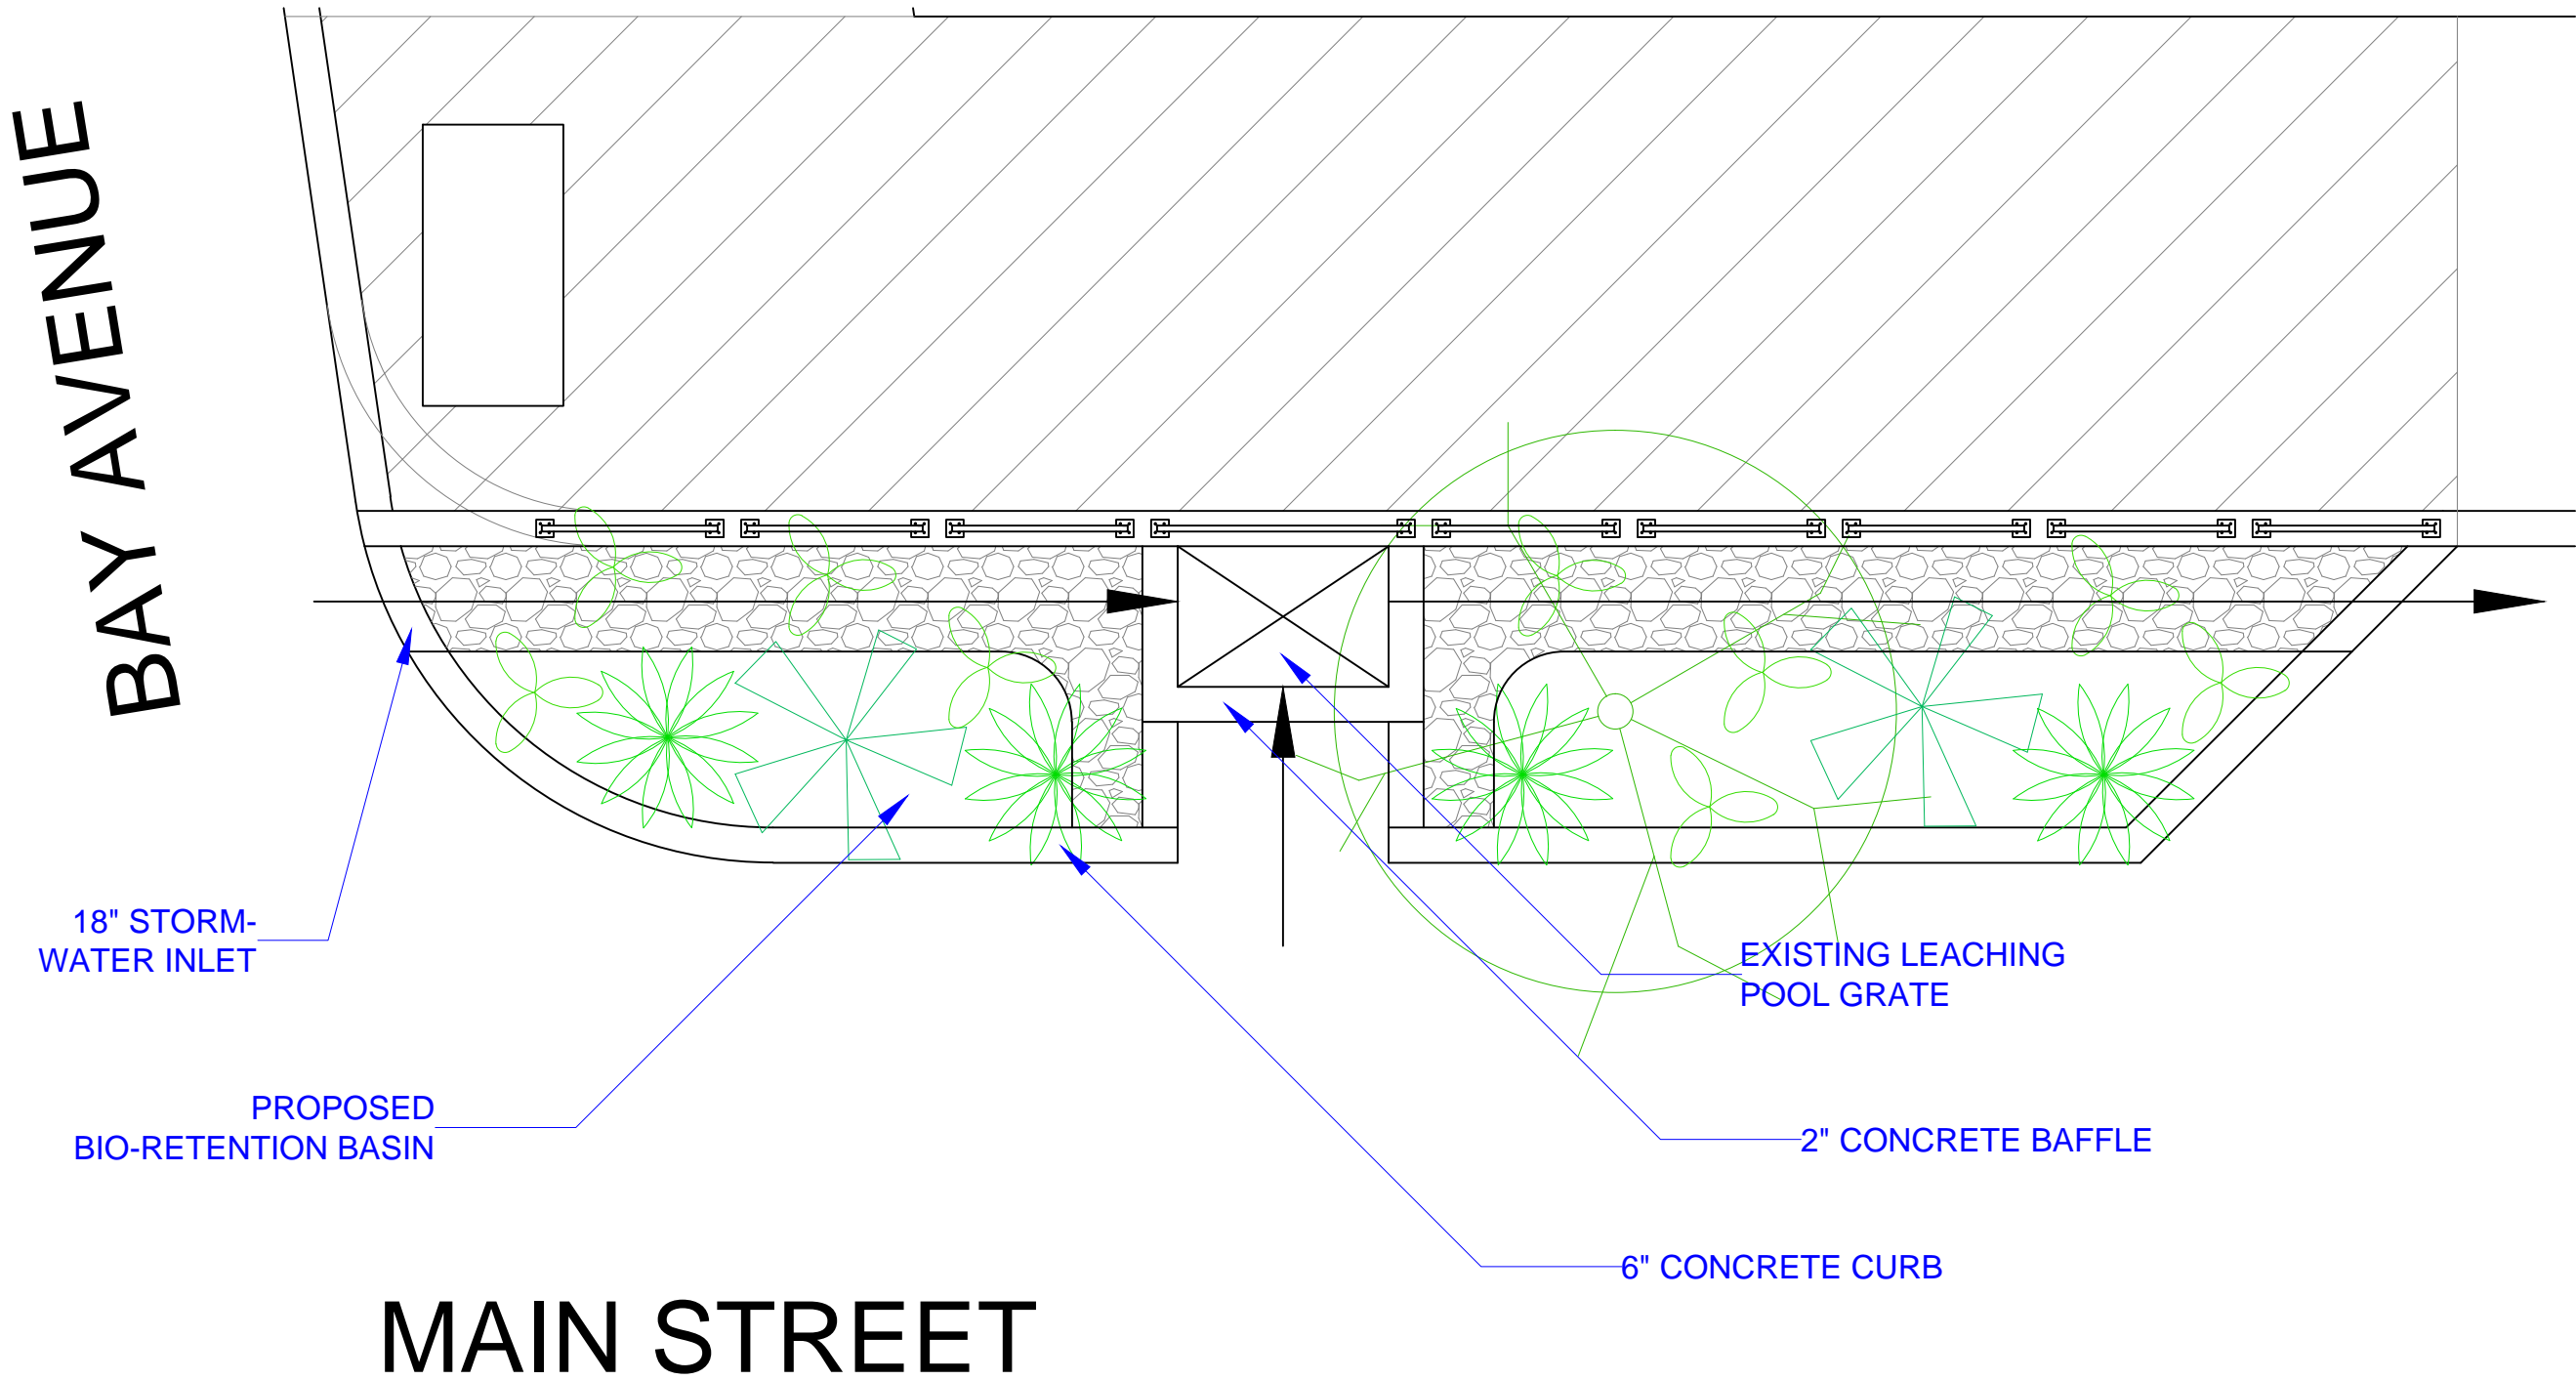 BAY AVENUE
18" STORM-
WATER INLET
EXISTING LEACHING
POOL GRATE
PROPOSED
BIO-RETENTION BASIN
2" CONCRETE BAFFLE
6" CONCRETE CURB
MAIN STREET